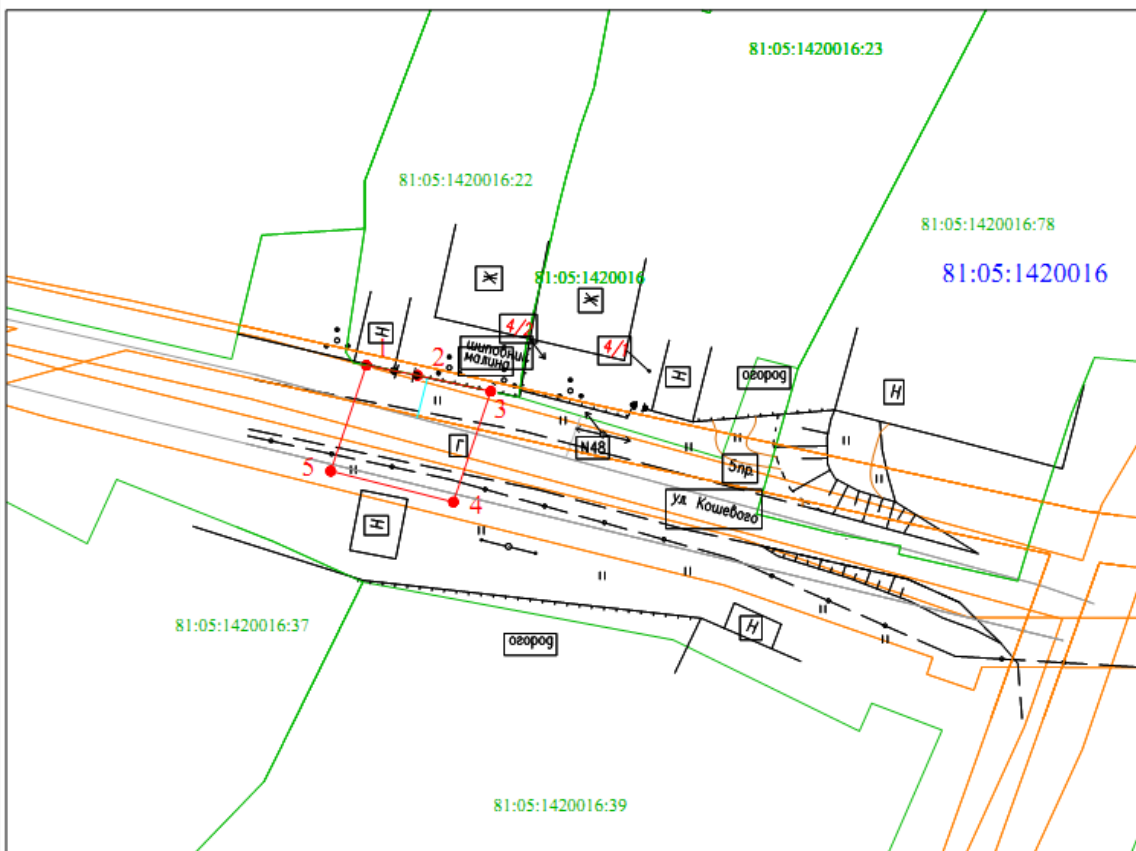 81:05:1420016:23
81:05:1420016:22
81:05:1420016:78
81:05:1420016
81:05:1420016
Ж
Ж
4/2
4/1
Н
1
2
шиповник,
малина
3
Н
огород
Н
Г
N48
5пр.
5
4
ул. Кошевого
Н
81:05:1420016:37
огород
Н
81:05:1420016:39